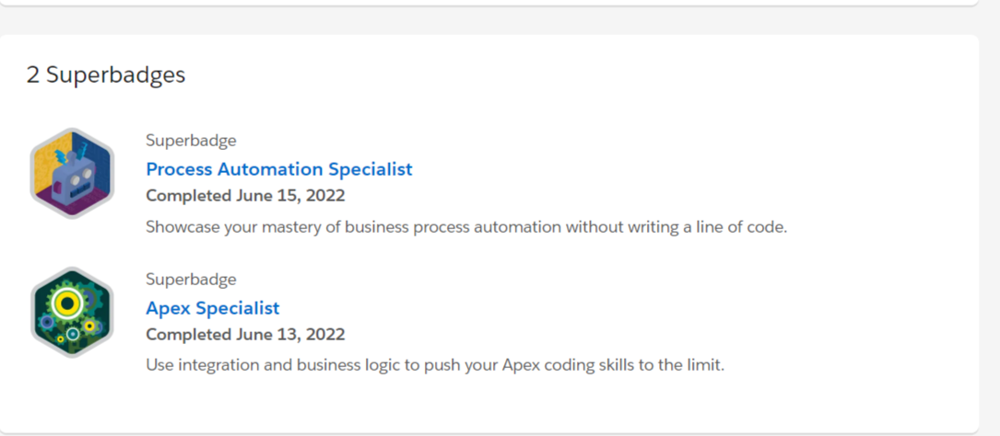 2 Superbadges
Superbadge
Process Automation Specialist
Completed June 15, 2022
Showcase your mastery of business process automation without writing a line of code.
Superbadge
Apex Specialist
Completed June 13, 2022
Use integration and business logic to push your Apex coding skills to the limit.